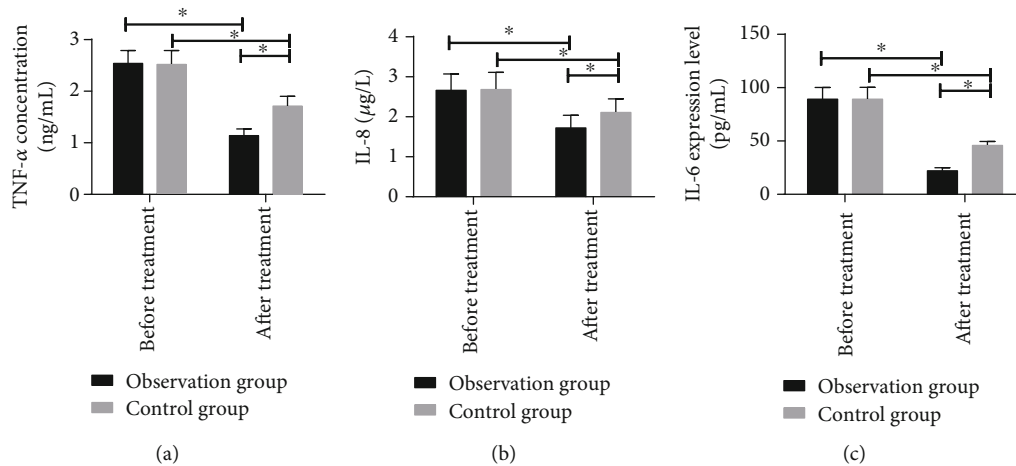 TNF-α concentration
(ng/mL)
3
2
1
0
*
*
*
Before treatment
After treatment
Observation group
Control group
(a)
IL-8 (μg/L)
4
3
2
1
0
*
*
*
Before treatment
After treatment
Observation group
Control group
(b)
IL-6 expression level
(pg/mL)
150
100
50
0
*
*
*
Before treatment
After treatment
Observation group
Control group
(c)